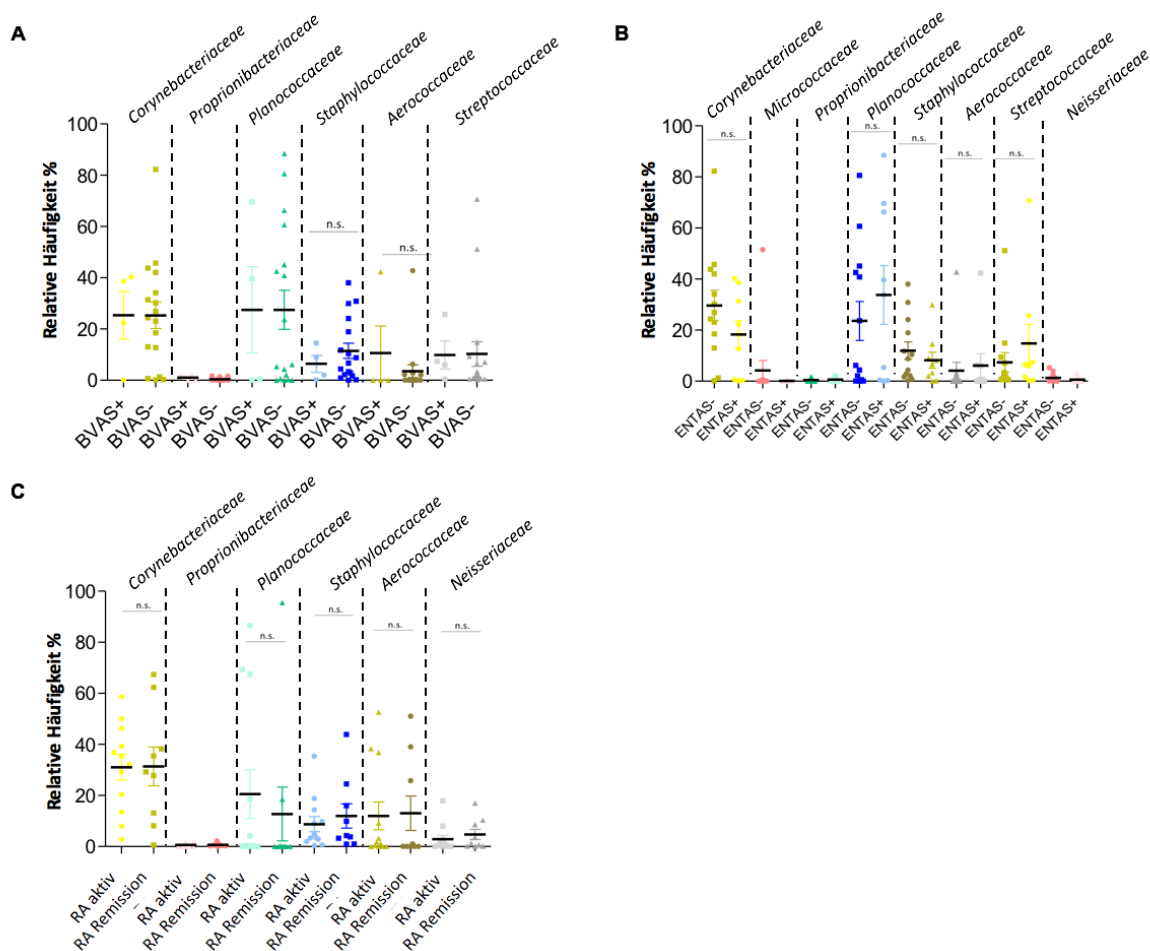 A
Corynebacteriaceae
Proprionibacteriaceae
Planococcaceae
Staphylococcaceae
Aerococcaceae
Streptococcaceae
Relative Häufigkeit %
100
80
60
40
20
0
n.s.
n.s.
BVAS+
BVAS-
BVAS+
BVAS-
BVAS+
BVAS-
BVAS+
BVAS-
BVAS+
BVAS-
BVAS+
BVAS-
B
Corynebacteriaceae
Micrococcaceae
Proprionibacteriaceae
Planococcaceae
Staphylococcaceae
Aerococcaceae
Streptococcaceae
Neisseriaceae
Relative Häufigkeit %
100
80
60
40
20
0
n.s.
n.s.
n.s.
n.s.
n.s.
ENTAS-
ENTAS+
ENTAS-
ENTAS+
ENTAS-
ENTAS+
ENTAS-
ENTAS+
ENTAS-
ENTAS+
ENTAS-
ENTAS+
ENTAS-
ENTAS+
ENTAS-
ENTAS+
C
Corynebacteriaceae
Proprionibacteriaceae
Planococcaceae
Staphylococcaceae
Aerococcaceae
Neisseriaceae
Relative Häufigkeit %
100
80
60
40
20
0
n.s.
n.s.
n.s.
n.s.
n.s.
RA aktiv
RA Remission
RA aktiv
RA Remission
RA aktiv
RA Remission
RA aktiv
RA Remission
RA aktiv
RA Remission
RA aktiv
RA Remission